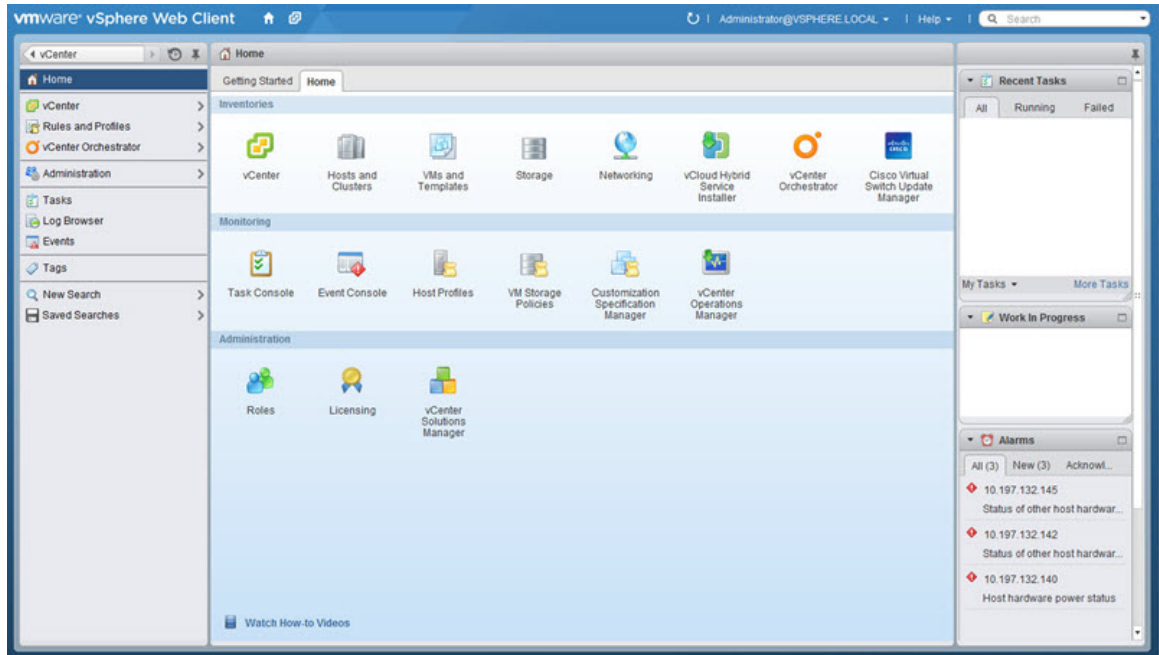 vmware® vSphere Web Client
Administrator@VSPHERE.LOCAL
Help
Search
vCenter
Home
vCenter
Rules and Profiles
vCenter Orchestrator
Administration
Tasks
Log Browser
Events
Tags
New Search
Saved Searches
Home
Getting Started
Home
Inventories
vCenter
Hosts and
Clusters
VMs and
Templates
Storage
Networking
vCloud Hybrid
Service
Installer
vCenter
Orchestrator
Cisco Virtual
Switch Update
Manager
Monitoring
Task Console
Event Console
Host Profiles
VM Storage
Policies
Customization
Specification
Manager
vCenter
Operations
Manager
Administration
Roles
Licensing
vCenter
Solutions
Manager
Watch How-to Videos
Recent Tasks
All Running Failed
My Tasks
More Tasks
Work In Progress
Alarms
All (3) New (3) Acknowl...
10.197.132.145
Status of other host hardwar...
10.197.132.142
Status of other host hardwar...
10.197.132.140
Host hardware power status